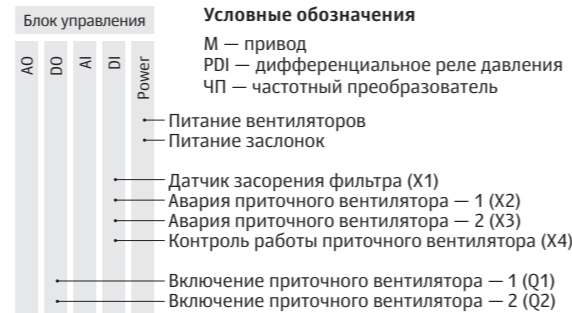 Блок управления
AO
DO
AI
DI
Power
Условные обозначения
М — привод
PDI — дифференциальное реле давления
ЧП — частотный преобразователь
Питание вентиляторов
Питание заслонок
Датчик засорения фильтра (X1)
Авария приточного вентилятора — 1 (X2)
Авария приточного вентилятора — 2 (X3)
Контроль работы приточного вентилятора (X4)
Включение приточного вентилятора — 1 (Q1)
Включение приточного вентилятора — 2 (Q2)